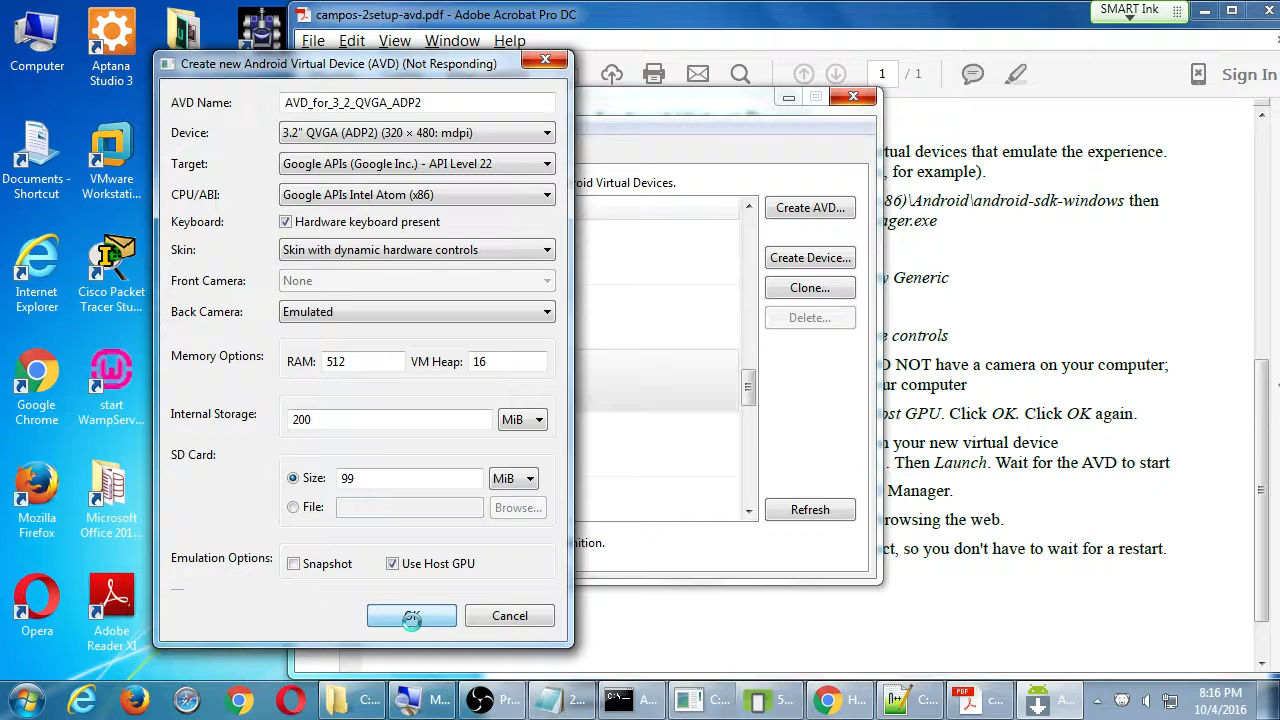 campos-2setup-avd.pdf - Adobe Acrobat Pro DC
SMART Ink
File Edit View Window Help
1 / 1
Sign In
Computer
Aptana
Studio 3
Documents -
Shortcut
VMware
Workstati...
Internet
Explorer
Cisco Packet
Tracer Stu...
Google
Chrome
start
WampServ...
Mozilla
Firefox
Microsoft
Office 201...
Opera
Adobe
Reader XI
Create new Android Virtual Device (AVD) (Not Responding)
AVD Name: AVD_for_3_2_QVGA_ADP2
Device: 3.2" QVGA (ADP2) (320 × 480: mdpi)
Target: Google APIs (Google Inc.) - API Level 22
CPU/ABI: Google APIs Intel Atom (x86)
Keyboard: Hardware keyboard present
Skin: Skin with dynamic hardware controls
Front Camera: None
Back Camera: Emulated
Memory Options: RAM: 512 VM Heap: 16
Internal Storage: 200 MiB
SD Card:
Size: 99 MiB
File: Browse...
Emulation Options: Snapshot Use Host GPU
OK Cancel
oid Virtual Devices.
Create AVD...
Create Device...
Clone...
Delete...
Refresh
nition.
tual devices that emulate the experience.
, for example).
86)\Android\android-sdk-windows then
ager.exe
v Generic
e controls
O NOT have a camera on your computer;
ur computer
ost GPU. Click OK. Click OK again.
n your new virtual device
. Then Launch. Wait for the AVD to start
Manager.
rowsing the web.
ct, so you don't have to wait for a restart.
C:... M... Pr... 2... A... C:... 5... H... C:... c... A...
8:16 PM
10/4/2016